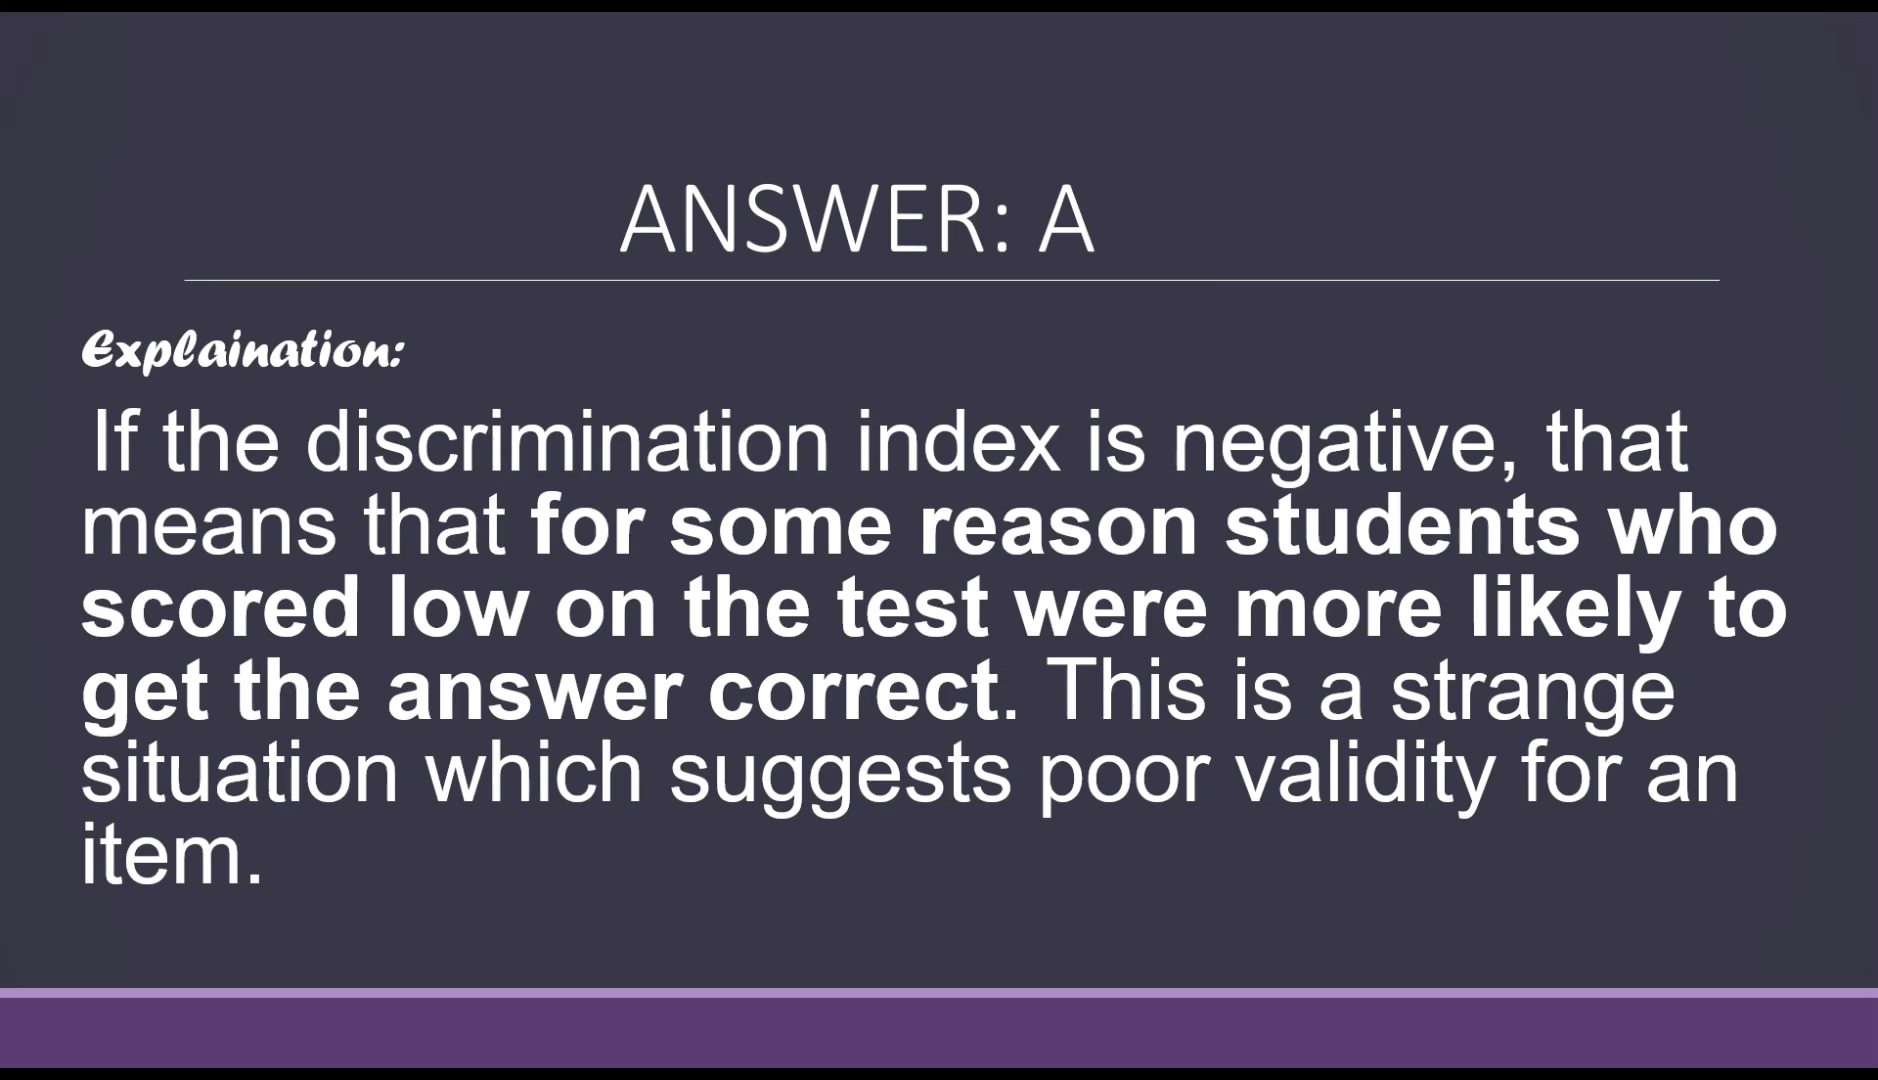 ANSWER: A
Explaination:
If the discrimination index is negative, that
means that for some reason students who
scored low on the test were more likely to
get the answer correct. This is a strange
situation which suggests poor validity for an
item.